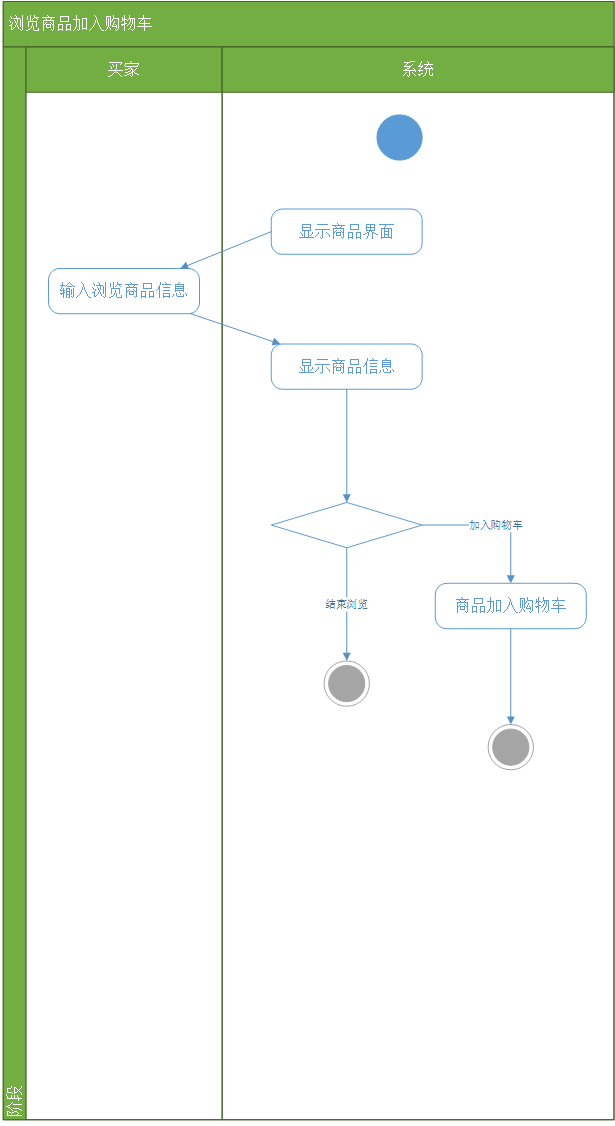 浏览商品加入购物车
买家
系统
显示商品界面
输入浏览商品信息
显示商品信息
加入购物车
商品加入购物车
结束浏览
阶段